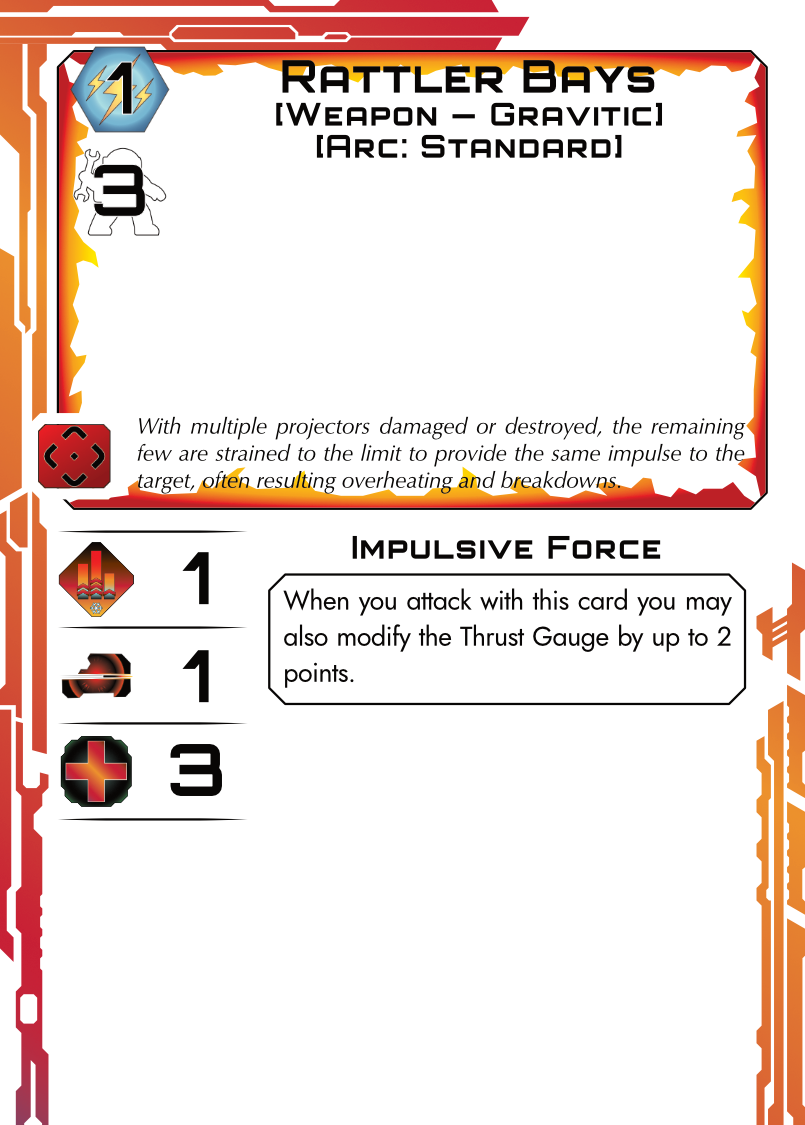 1
Rattler Bays
[Weapon – Gravitic]
[Arc: Standard]
3
With multiple projectors damaged or destroyed, the remaining
few are strained to the limit to provide the same impulse to the
target, often resulting overheating and breakdowns.
1
1
3
Impulsive Force
When you attack with this card you may
also modify the Thrust Gauge by up to 2
points.